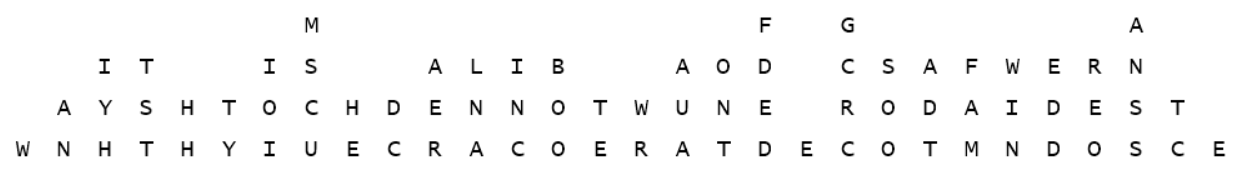 M F G A
I T I S A L I B A O D C S A F W E R N
A Y S H T O C H D E N N O T W U N E R O D A I D E S T
W N H T H Y I U E C R A C O E R A T D E C O T M N D O S C E